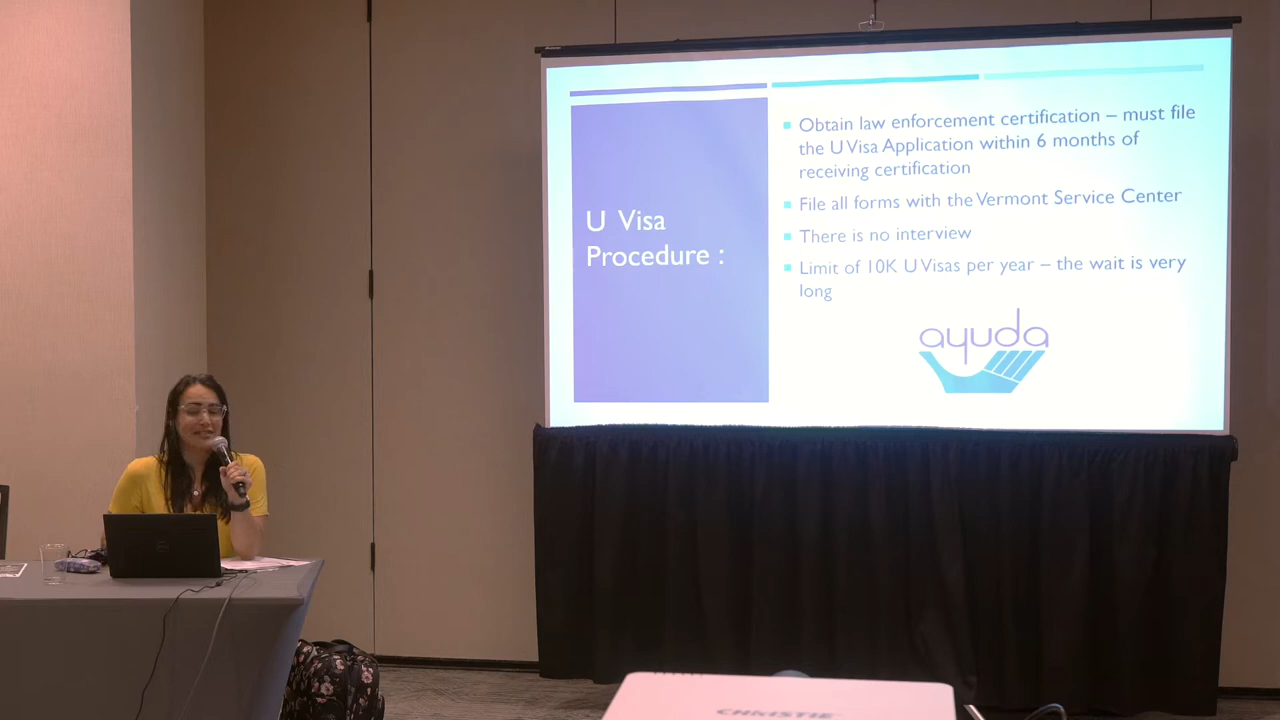 U Visa
Procedure :
Obtain law enforcement certification – must file
the U Visa Application within 6 months of
receiving certification
File all forms with the Vermont Service Center
There is no interview
Limit of 10K U Visas per year – the wait is very
long
ayuda
CHRISTIE